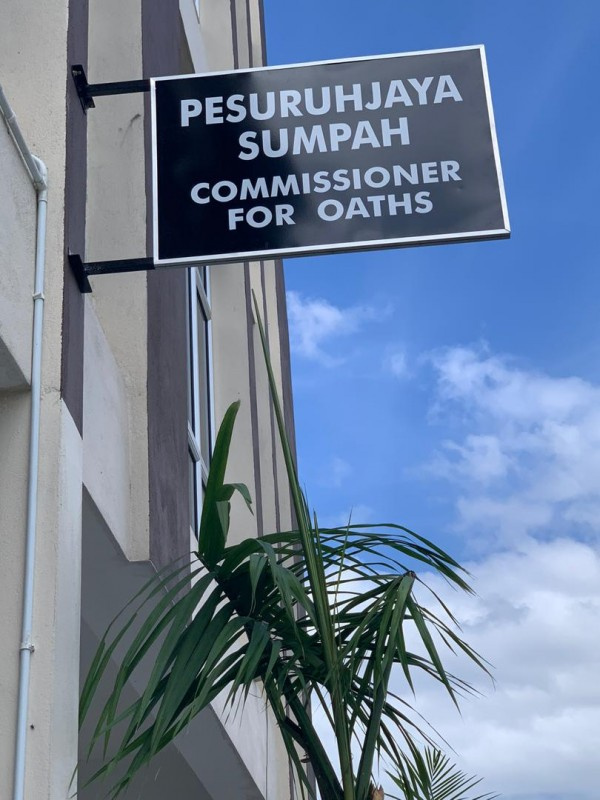 PESURUHJAYA
SUMPAH
COMMISSIONER
FOR OATHS